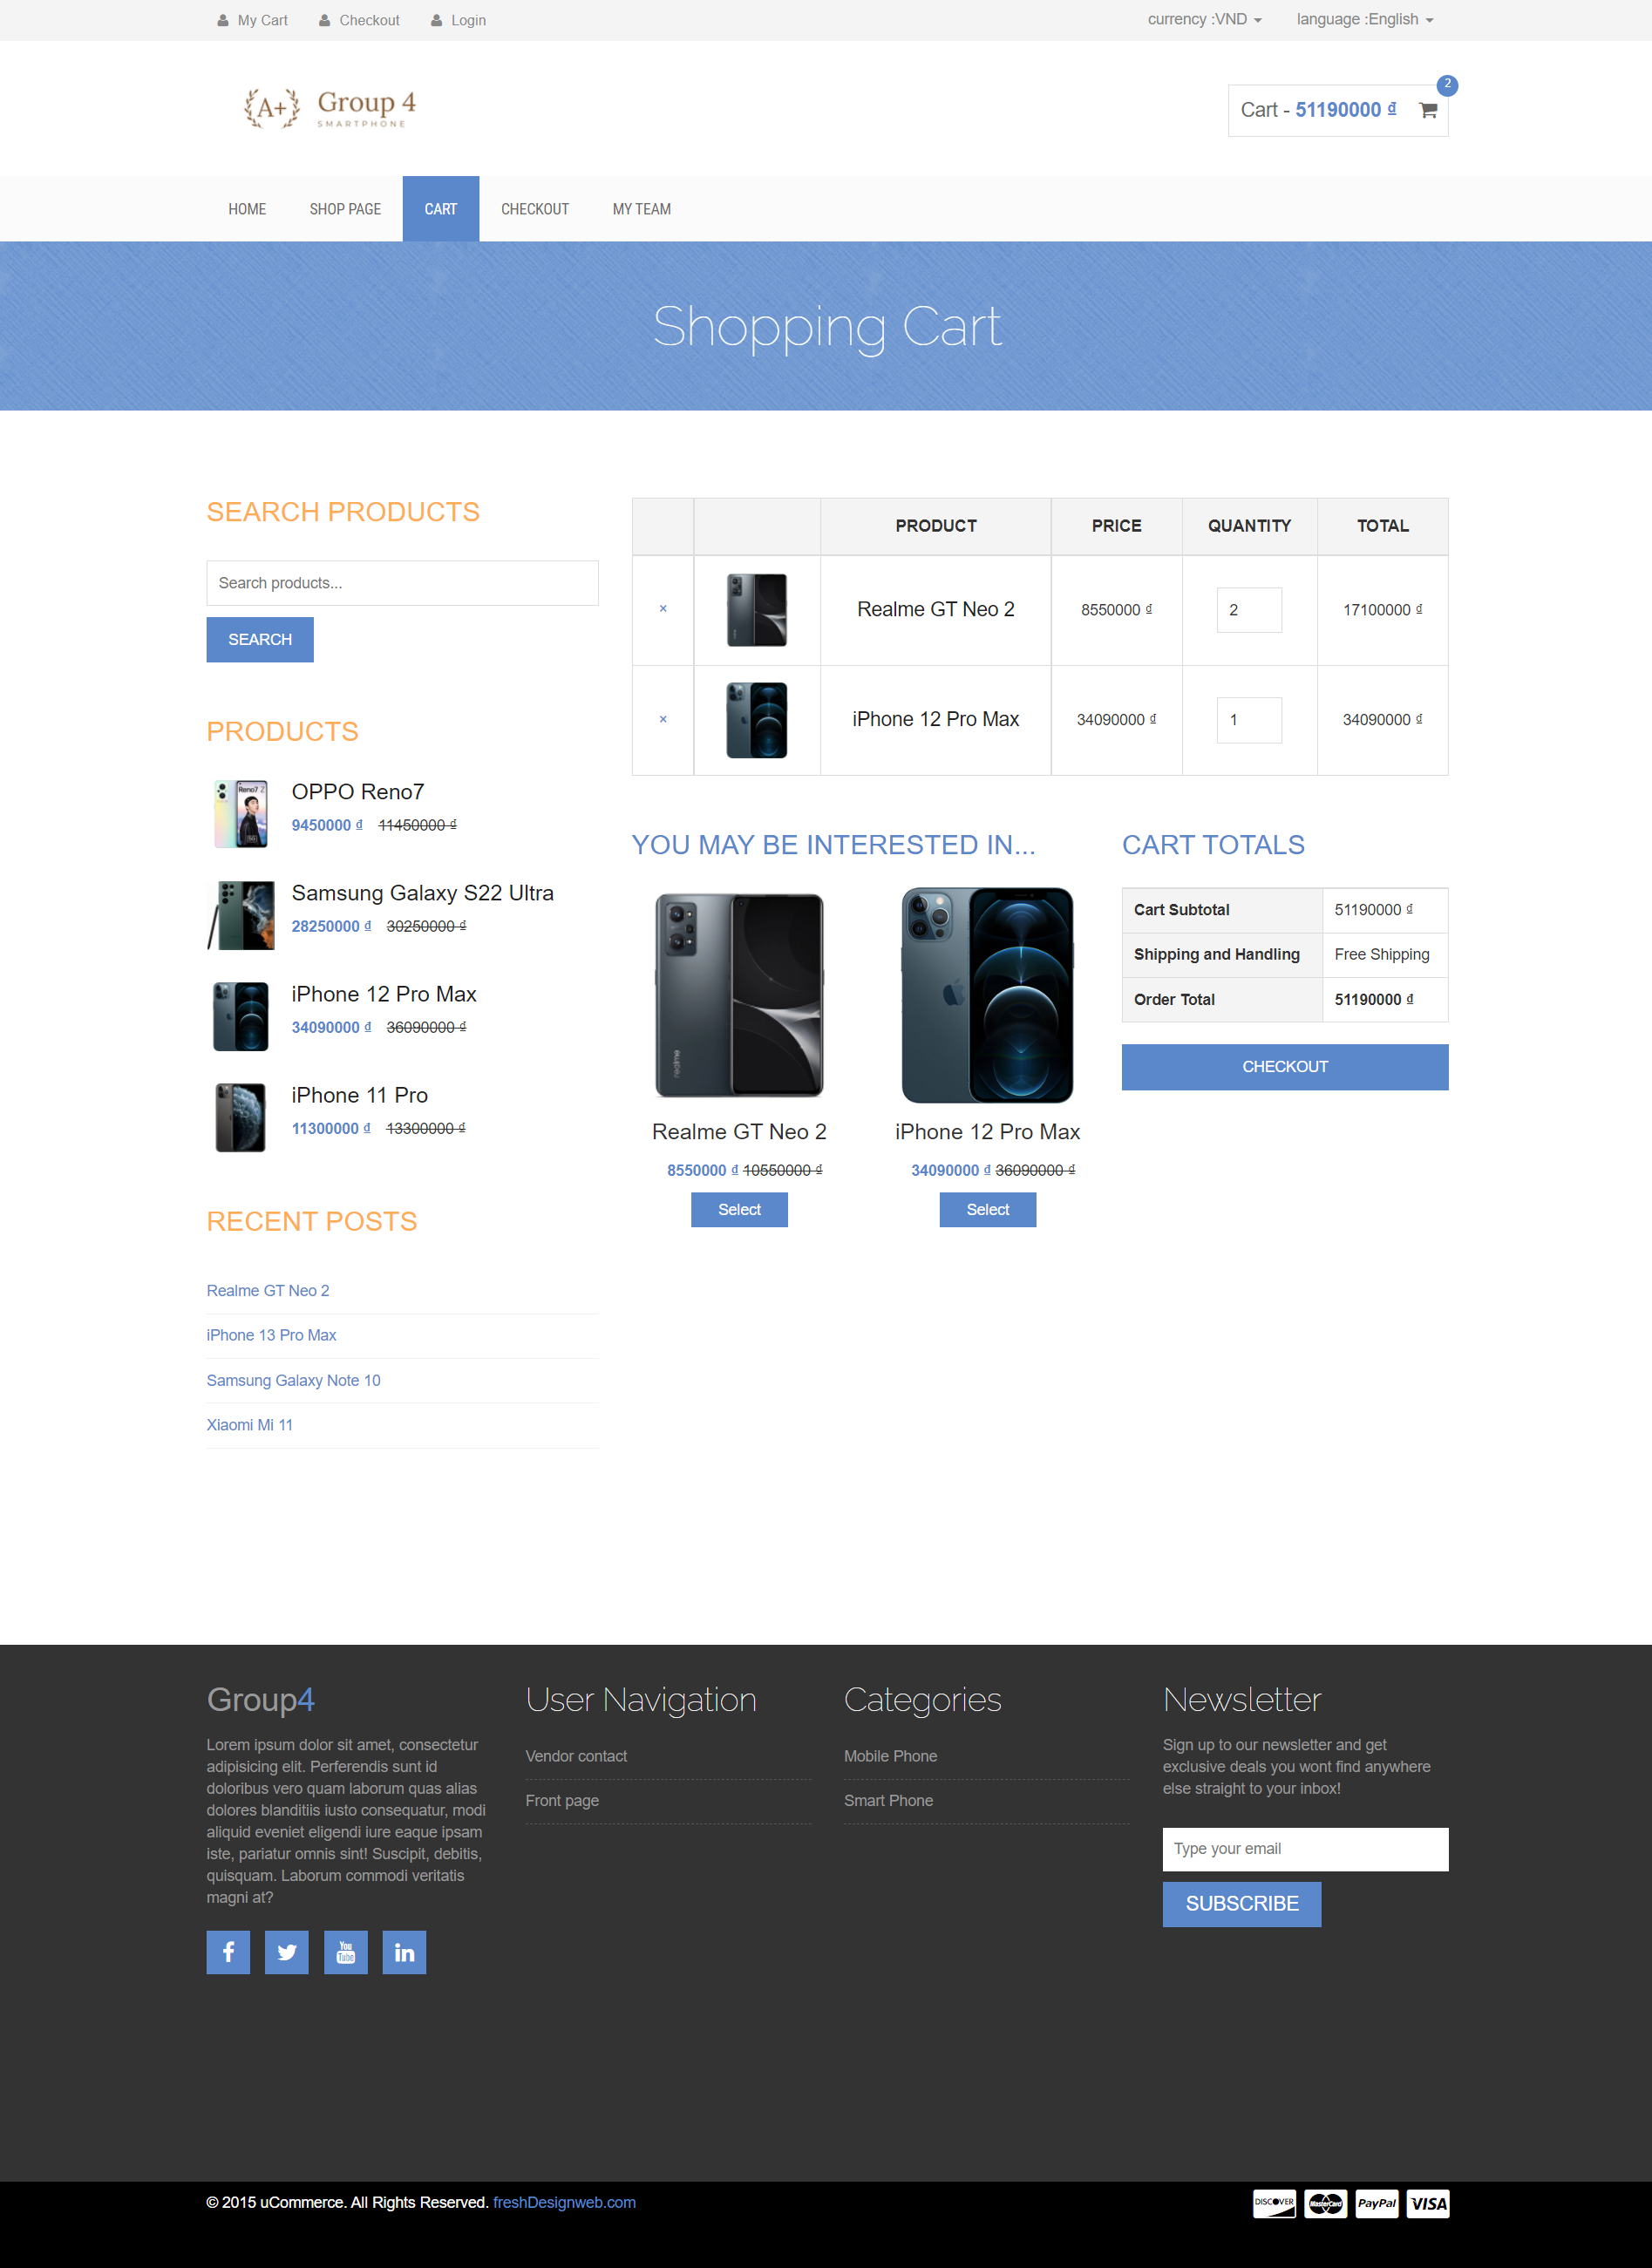 My Cart
Checkout
Login
currency :VND
language :English
A+
Group 4
SMARTPHONE
Cart - 51190000 ₫
2
HOME
SHOP PAGE
CART
CHECKOUT
MY TEAM
Shopping Cart
SEARCH PRODUCTS
Search products...
SEARCH
PRODUCTS
OPPO Reno7
9450000 ₫ 11450000 ₫
Samsung Galaxy S22 Ultra
28250000 ₫ 30250000 ₫
iPhone 12 Pro Max
34090000 ₫ 36090000 ₫
iPhone 11 Pro
11300000 ₫ 13300000 ₫
RECENT POSTS
Realme GT Neo 2
iPhone 13 Pro Max
Samsung Galaxy Note 10
Xiaomi Mi 11
PRODUCT PRICE QUANTITY TOTAL
× Realme GT Neo 2 8550000 ₫ 2 17100000 ₫
× iPhone 12 Pro Max 34090000 ₫ 1 34090000 ₫
YOU MAY BE INTERESTED IN...
realme
Realme GT Neo 2
8550000 ₫ 10550000 ₫
Select
iPhone 12 Pro Max
34090000 ₫ 36090000 ₫
Select
CART TOTALS
Cart Subtotal 51190000 ₫
Shipping and Handling Free Shipping
Order Total 51190000 ₫
CHECKOUT
Group4
Lorem ipsum dolor sit amet, consectetur
adipisicing elit. Perferendis sunt id
doloribus vero quam laborum quas alias
dolores blanditiis iusto consequatur, modi
aliquid eveniet eligendi iure eaque ipsam
iste, pariatur omnis sint! Suscipit, debitis,
quisquam. Laborum commodi veritatis
magni at?
You
Tube
in
User Navigation
Vendor contact
Front page
Categories
Mobile Phone
Smart Phone
Newsletter
Sign up to our newsletter and get
exclusive deals you wont find anywhere
else straight to your inbox!
Type your email
SUBSCRIBE
© 2015 uCommerce. All Rights Reserved. freshDesignweb.com
DISCOVER
MasterCard
PayPal
VISA